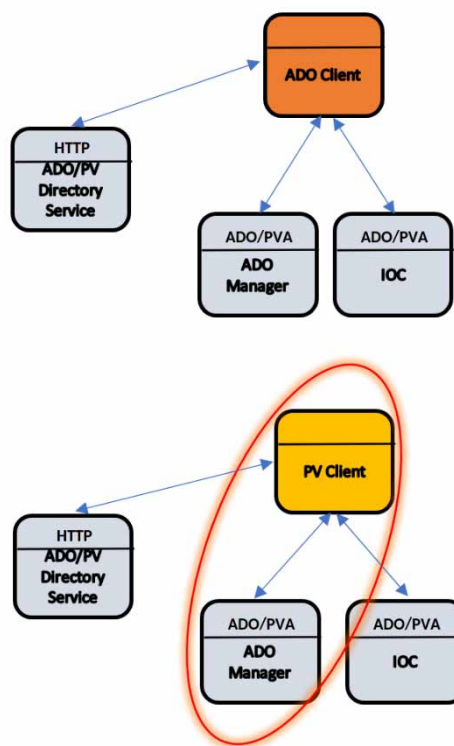 ADO Client
HTTP
ADO/PV
Directory
Service
ADO/PVA
ADO
Manager
ADO/PVA
IOC
PV Client
HTTP
ADO/PV
Directory
Service
ADO/PVA
ADO
Manager
ADO/PVA
IOC